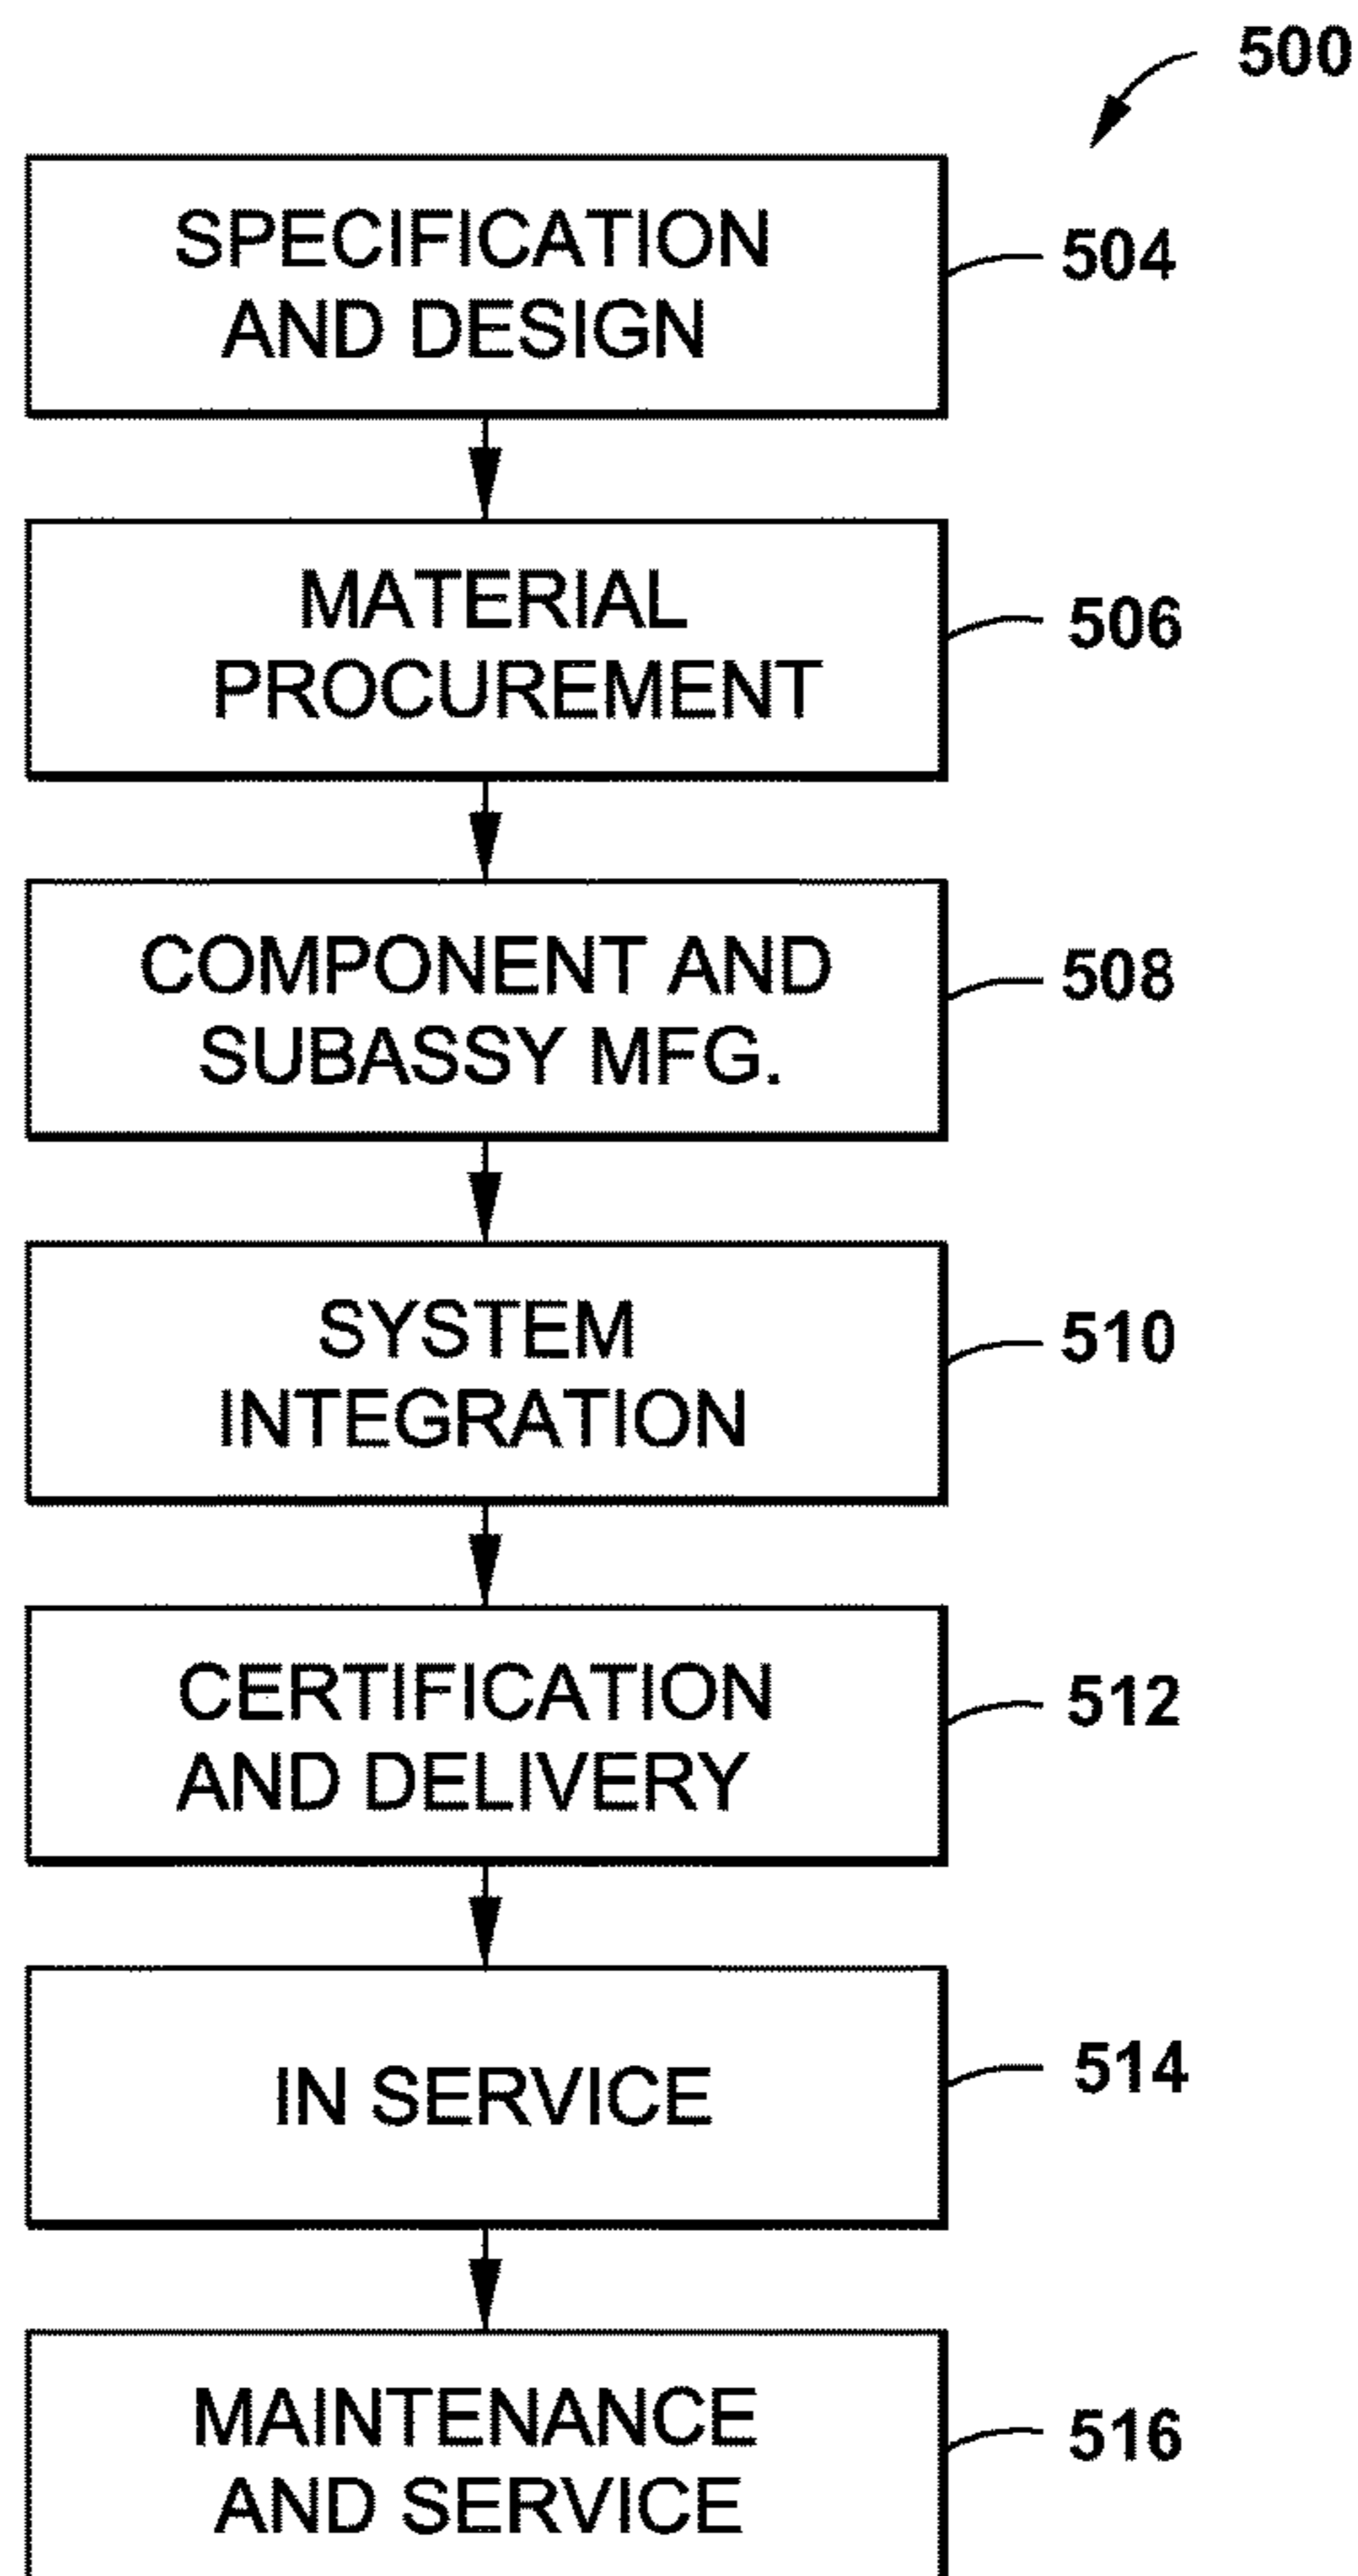 500
SPECIFICATION
AND DESIGN
504
MATERIAL
PROCUREMENT
506
COMPONENT AND
SUBASSY MFG.
508
SYSTEM
INTEGRATION
510
CERTIFICATION
AND DELIVERY
512
IN SERVICE
514
MAINTENANCE
AND SERVICE
516